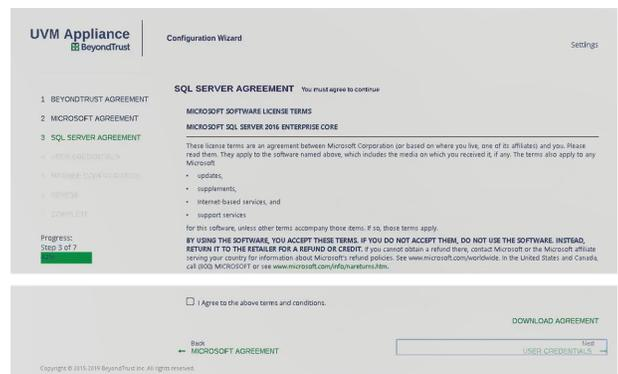 UVM Appliance
BeyondTrust
Configuration Wizard
Settings
1 BEYONDTRUST AGREEMENT
2 MICROSOFT AGREEMENT
3 SQL SERVER AGREEMENT
4 USER CREDENTIALS
7 COMPLETE
Progress:
Step 3 of 7
42%
SQL SERVER AGREEMENT You must agree to continue
MICROSOFT SOFTWARE LICENSE TERMS
MICROSOFT SQL SERVER 2016 ENTERPRISE CORE
These license terms are an agreement between Microsoft Corporation (or based on where you live, one of its affiliates) and you. Please
read them. They apply to the software named above, which includes the media on which you received it, if any. The terms also apply to any
Microsoft
• updates,
• supplements,
• Internet-based services, and
• support services
for this software, unless other terms accompany those items. If so, those terms apply.
BY USING THE SOFTWARE, YOU ACCEPT THESE TERMS. IF YOU DO NOT ACCEPT THEM, DO NOT USE THE SOFTWARE. INSTEAD,
RETURN IT TO THE RETAILER FOR A REFUND OR CREDIT. If you cannot obtain a refund there, contact Microsoft or the Microsoft affiliate
serving your country for information about Microsoft's refund policies. See www.microsoft.com/worldwide. In the United States and Canada,
call (800) MICROSOFT or see www.microsoft.com/info/nareturns.htm.
I Agree to the above terms and conditions.
DOWNLOAD AGREEMENT
Back
← MICROSOFT AGREEMENT
Next
USER CREDENTIALS →
Copyright © 2015-2019 BeyondTrust Inc. All rights reserved.